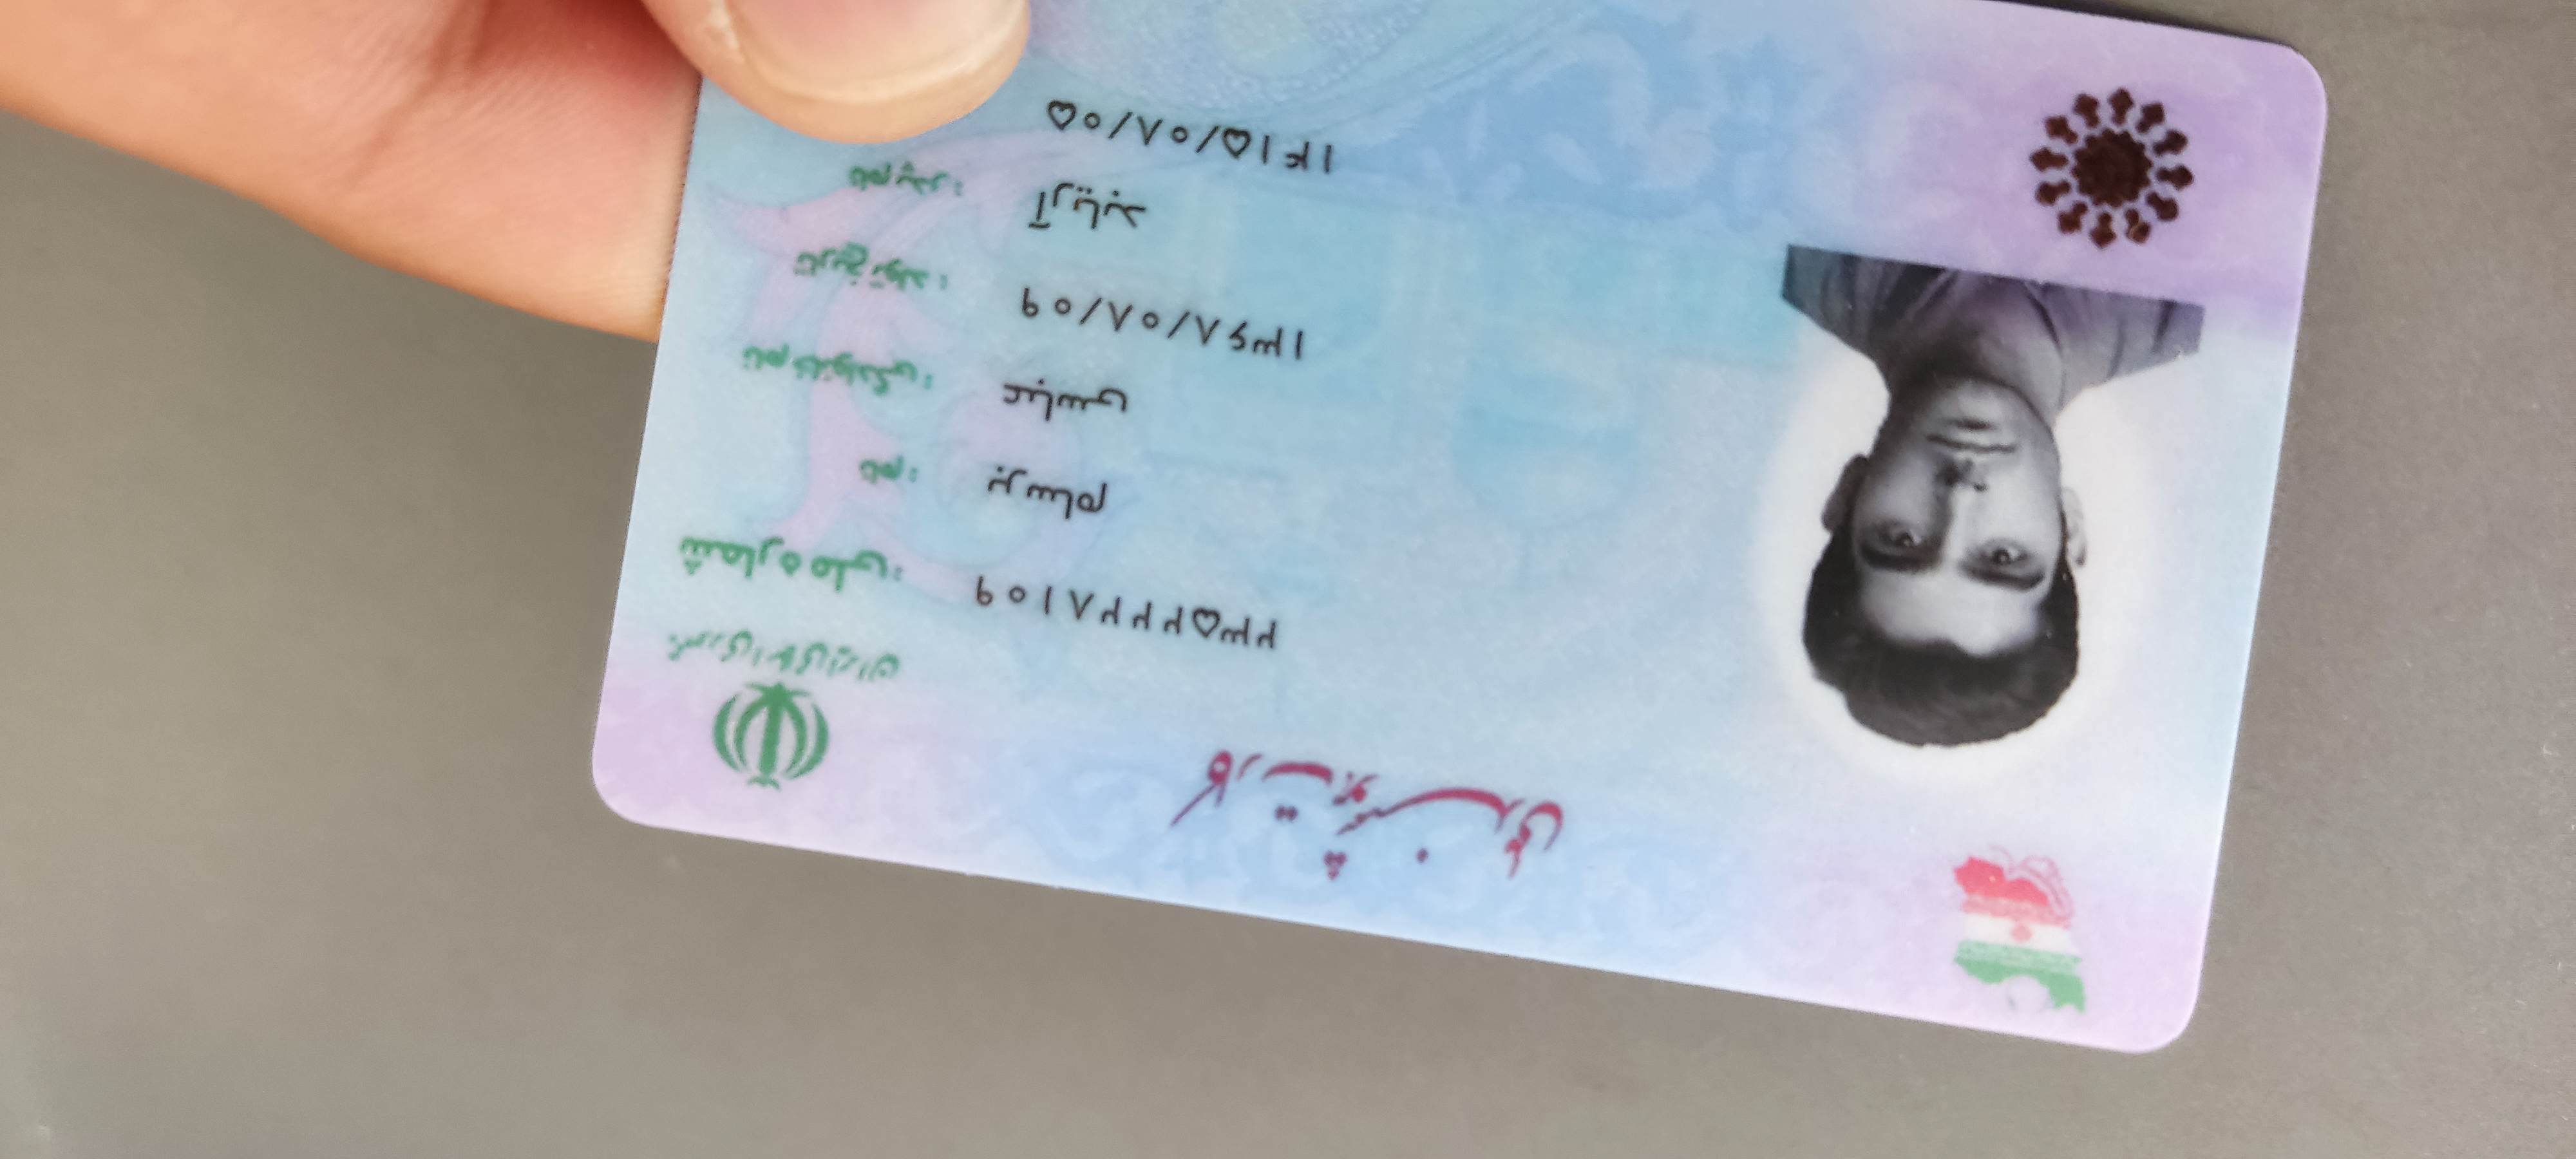 کارت هوشمند ملی
جمهوری اسلامی ایران
شماره ملی: ۲۳۵۲۲۲۸۱۰۹
نام: برسام
نام خانوادگی: عباسی
تاریخ تولد: ۱۳۶۸/۰۸/۰۹
نام پدر: آریابد
۱۴۱۵/۰۸/۰۵